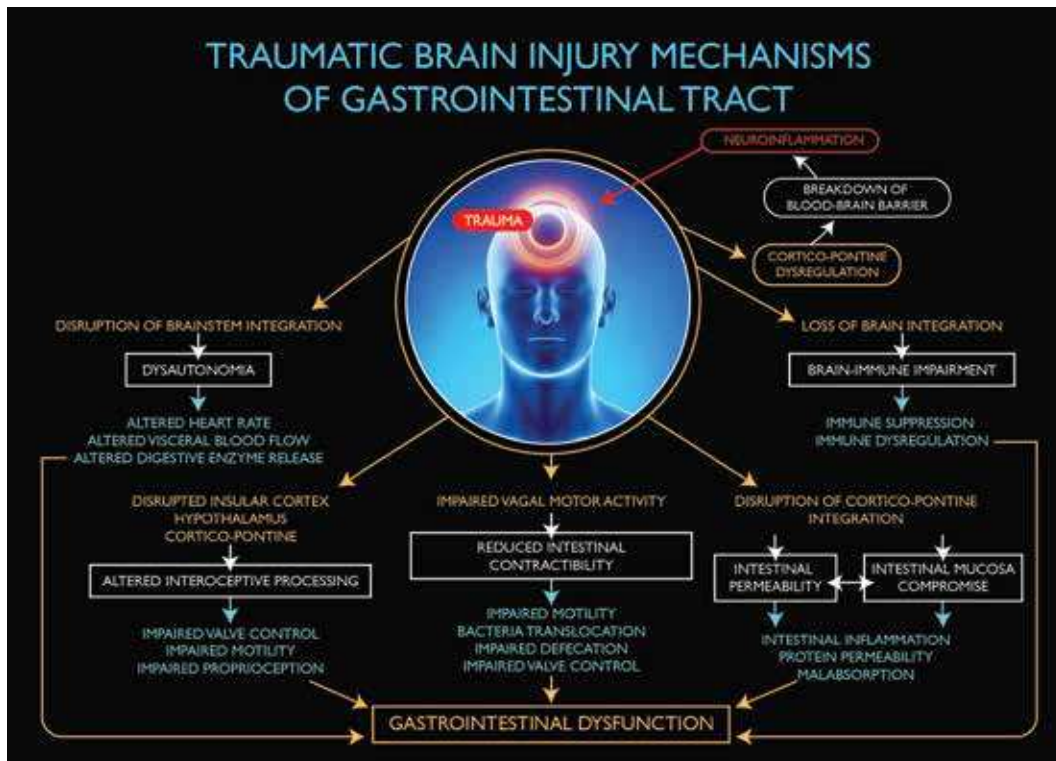 TRAUMATIC BRAIN INJURY MECHANISMS
OF GASTROINTESTINAL TRACT
NEUROINFLAMMATION
BREAKDOWN OF
BLOOD-BRAIN BARRIER
TRAUMA
CORTICO-PONTINE
DYSREGULATION
DISRUPTION OF BRAINSTEM INTEGRATION
DYSAUTONOMIA
ALTERED HEART RATE
ALTERED VISCERAL BLOOD FLOW
ALTERED DIGESTIVE ENZYME RELEASE
LOSS OF BRAIN INTEGRATION
BRAIN-IMMUNE IMPAIRMENT
IMMUNE SUPPRESSION
IMMUNE DYSREGULATION
DISRUPTED INSULAR CORTEX
HYPOTHALAMUS
CORTICO-PONTINE
ALTERED INTEROCEPTIVE PROCESSING
IMPAIRED VALVE CONTROL
IMPAIRED MOTILITY
IMPAIRED PROPRIOCEPTION
IMPAIRED VAGAL MOTOR ACTIVITY
REDUCED INTESTINAL
CONTRACTIBILITY
IMPAIRED MOTILITY
BACTERIA TRANSLOCATION
IMPAIRED DEFECATION
IMPAIRED VALVE CONTROL
DISRUPTION OF CORTICO-PONTINE
INTEGRATION
INTESTINAL
PERMEABILITY
INTESTINAL MUCOSA
COMPROMISE
INTESTINAL INFLAMMATION
PROTEIN PERMEABILITY
MALABSORPTION
GASTROINTESTINAL DYSFUNCTION